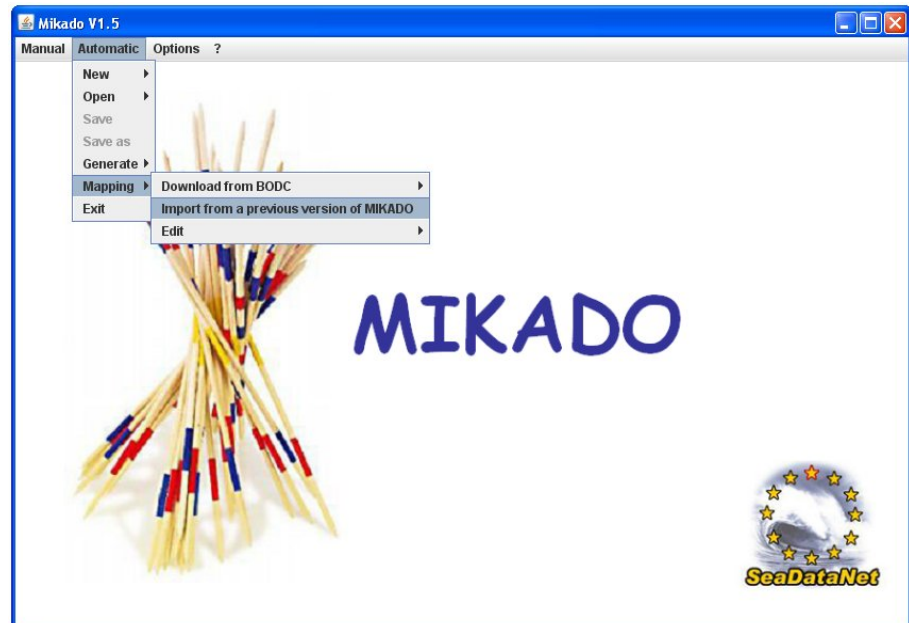 Mikado V1.5
Manual Automatic Options ?
New
Open
Save
Save as
Generate
Mapping
Exit
Download from BODC
Import from a previous version of MIKADO
Edit
MIKADO
SeaDataNet